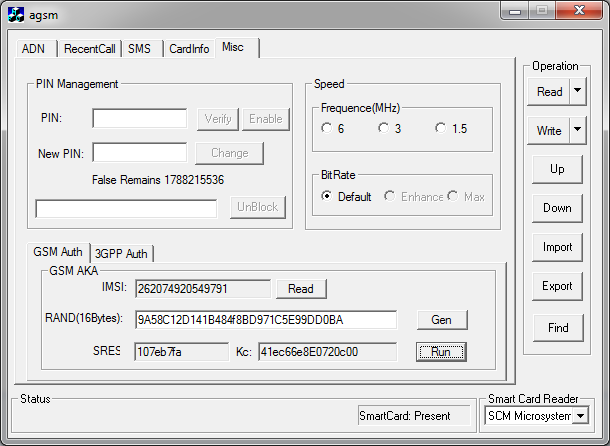 agsm
ADN RecentCall SMS CardInfo Misc
Operation
PIN Management
Speed
Read
PIN: Verify Enable
Frequence(MHz)
6 3 1.5
Write
New PIN: Change
Up
False Remains 1788215536
BitRate
Default Enhance Max
UnBlock
Down
GSM Auth 3GPP Auth
Import
GSM AKA
IMSI: 262074920549791 Read
Export
RAND(16Bytes): 9A58C12D141B484f8BD971C5E99DD0BA Gen
Find
SRES 107eb7fa Kc: 41ec66e8E0720c00 Run
Status
Smart Card Reader
SmartCard: Present
SCM Microsystem